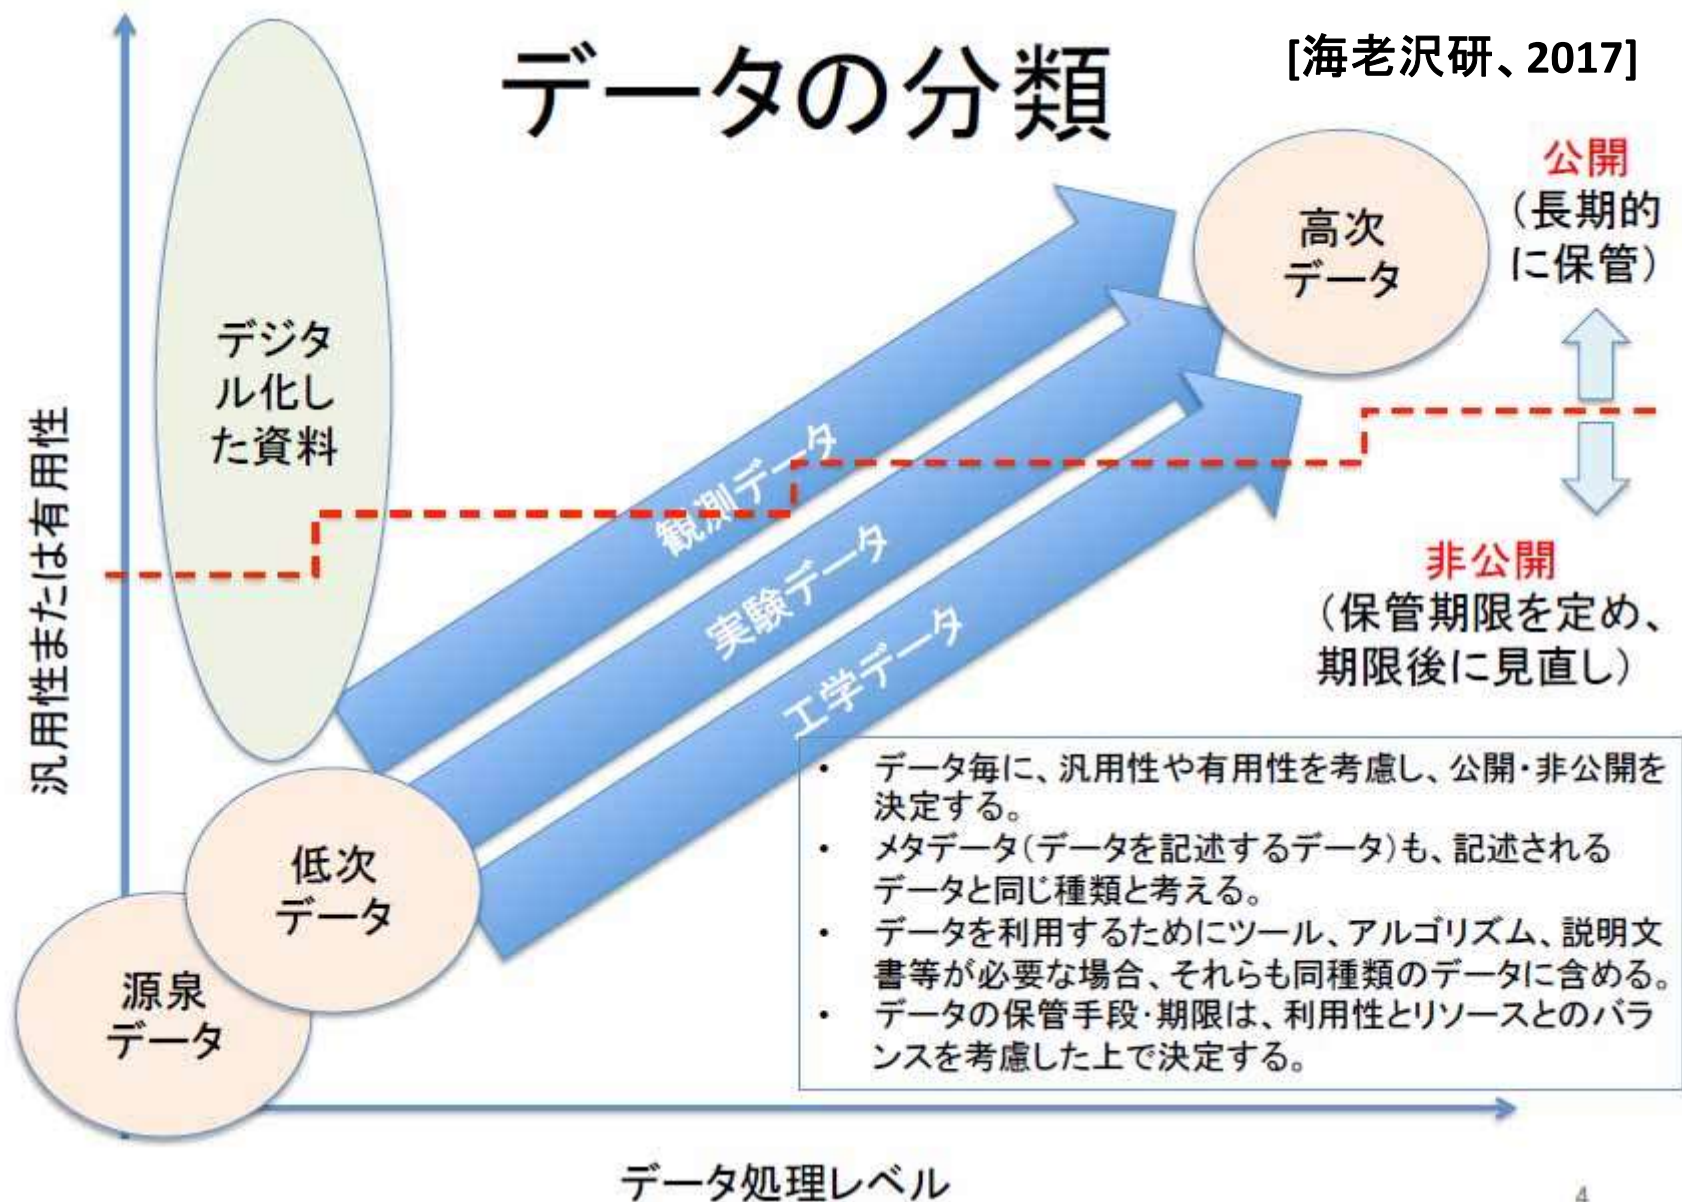 データの分類
[海老沢研、2017]
公開
（長期的
に保管）
高次
データ
デジタ
ル化し
た資料
汎用性または有用性
観測データ
実験データ
工学データ
非公開
（保管期限を定め、
期限後に見直し）
低次
データ
源泉
データ
・ データ毎に、汎用性や有用性を考慮し、公開・非公開を
決定する。
・ メタデータ（データを記述するデータ）も、記述される
データと同じ種類と考える。
・ データを利用するためにツール、アルゴリズム、説明文
書等が必要な場合、それらも同種類のデータに含める。
・ データの保管手段・期限は、利用性とリソースとのバラ
ンスを考慮した上で決定する。
データ処理レベル
4